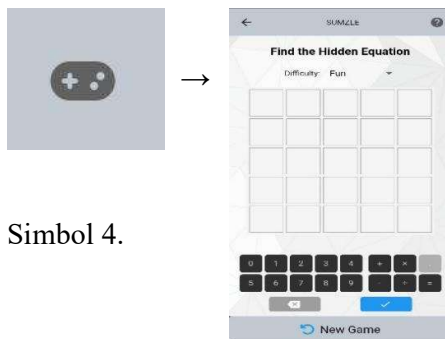 →
← SUMZLE ?
Find the Hidden Equation
Difficulty: Fun
0 1 2 3 4 + ×
5 6 7 8 9 - ÷ =
New Game
Simbol 4.